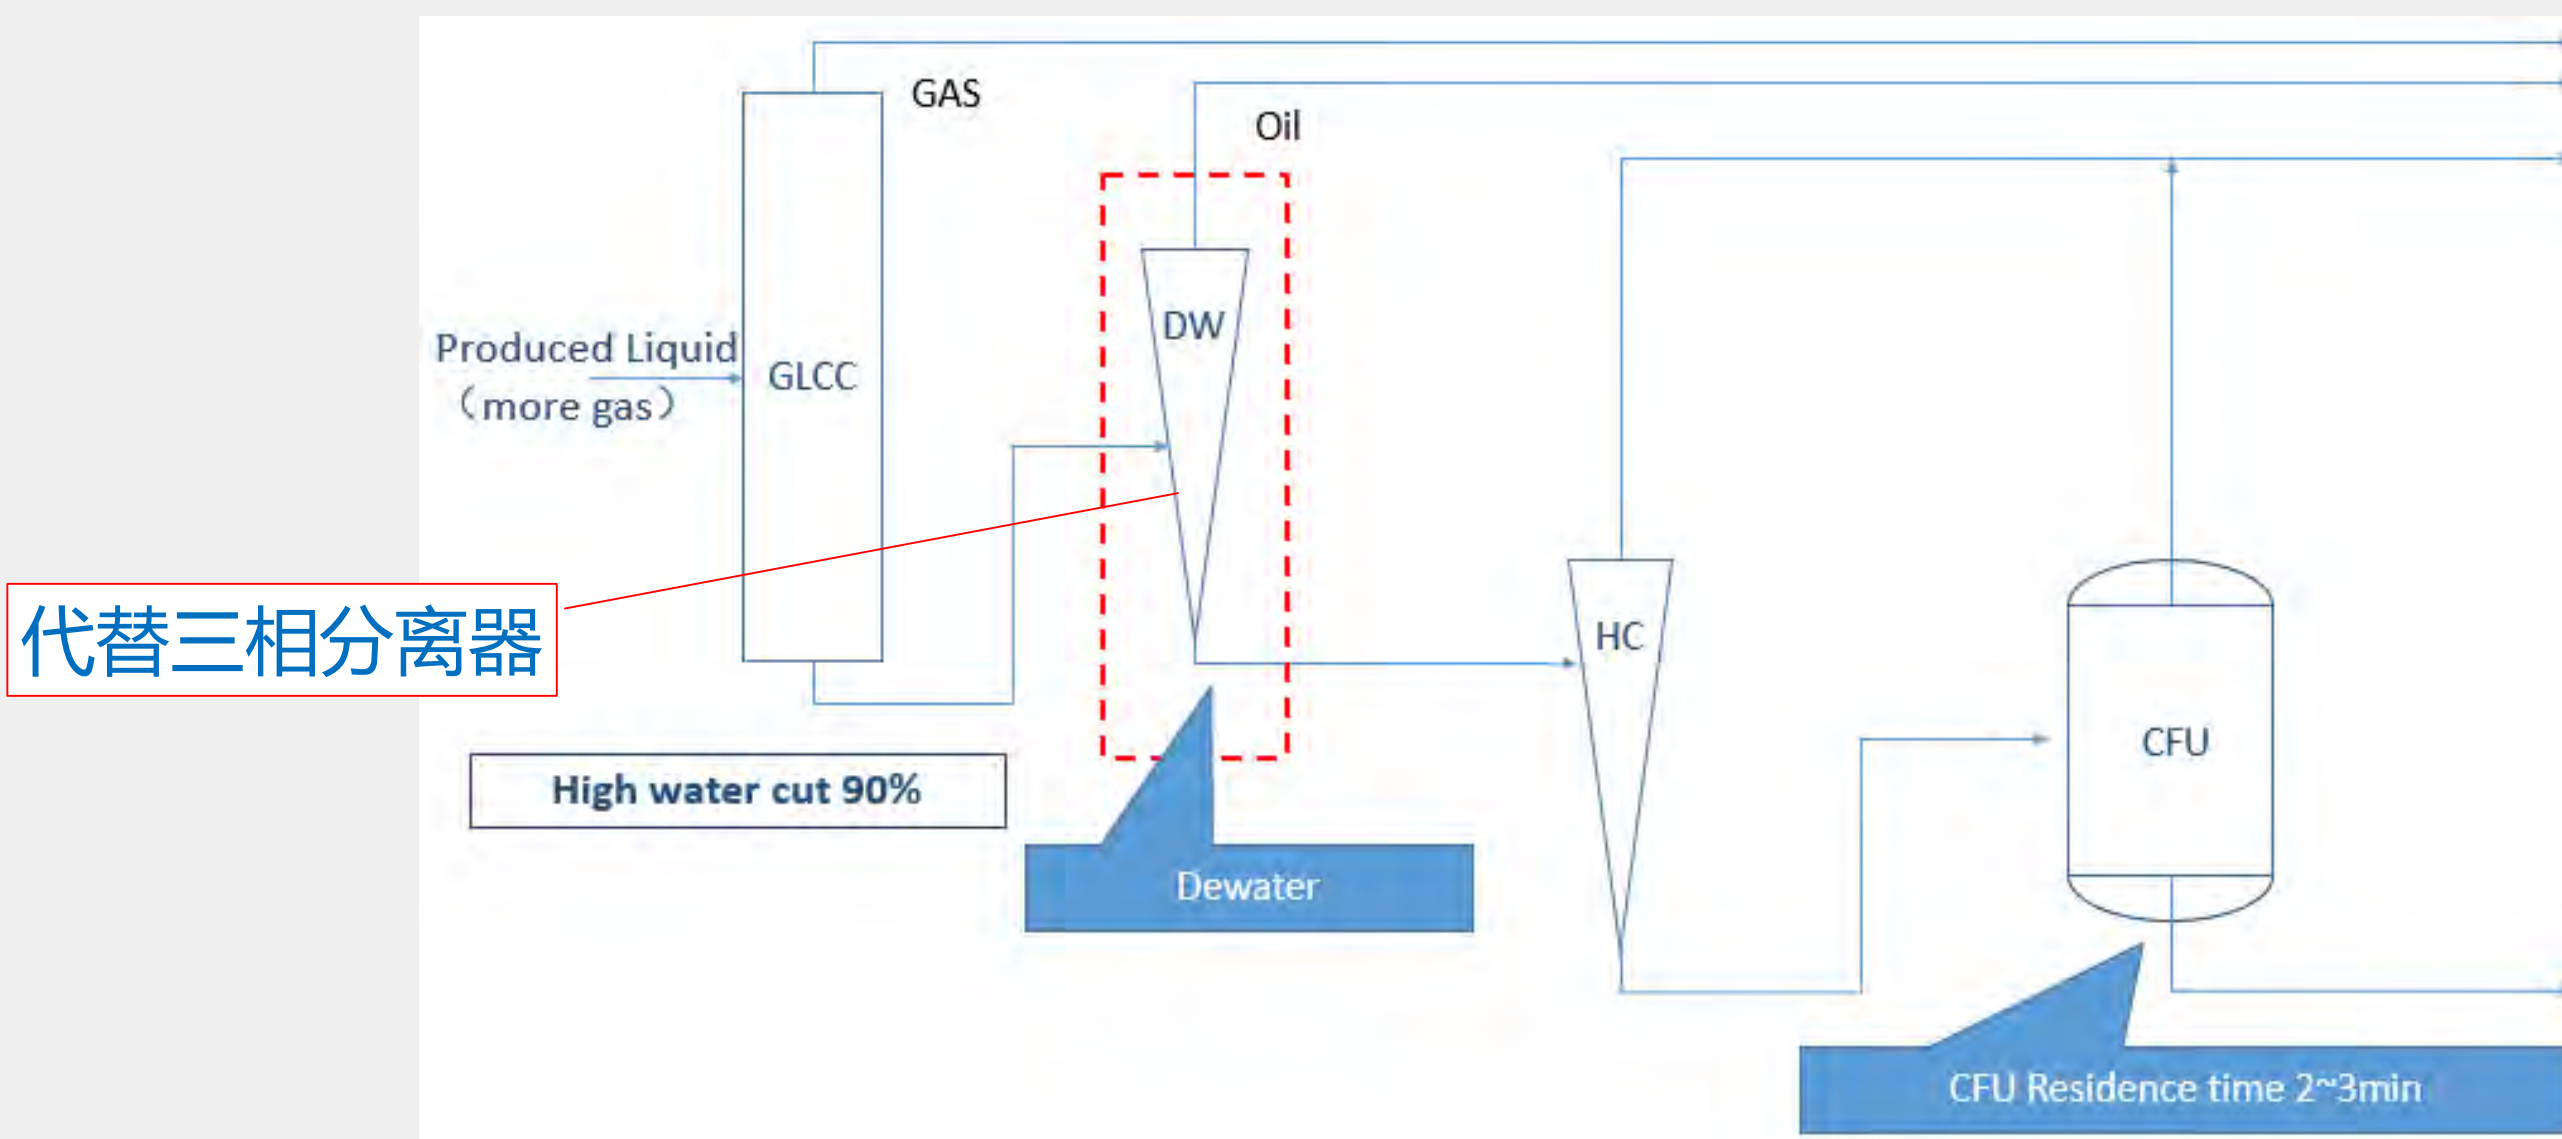 GAS
Oil
DW
Produced Liquid
（more gas）
GLCC
代替三相分离器
HC
CFU
High water cut 90%
Dewater
CFU Residence time 2~3min